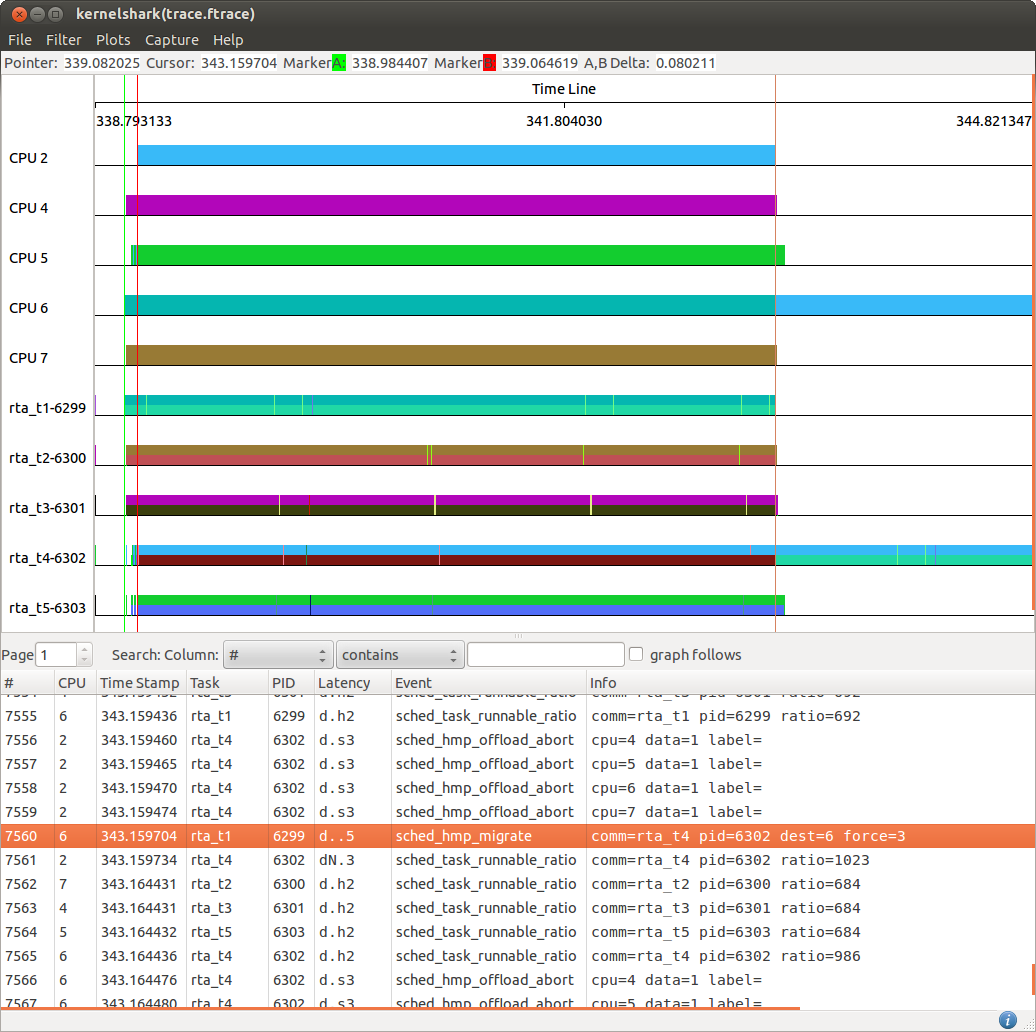 kernelshark(trace.ftrace)
File Filter Plots Capture Help
Pointer: 339.082025 Cursor: 343.159704 Marker A: 338.984407 Marker B: 339.064619 A,B Delta: 0.080211
Time Line
338.793133 341.804030 344.821347
CPU 2
CPU 4
CPU 5
CPU 6
CPU 7
rta_t1-6299
rta_t2-6300
rta_t3-6301
rta_t4-6302
rta_t5-6303
Page 1 Search: Column: # contains graph follows
# CPU Time Stamp Task PID Latency Event Info
7555 6 343.159436 rta_t1 6299 d.h2 sched_task_runnable_ratio comm=rta_t1 pid=6299 ratio=692
7556 2 343.159460 rta_t4 6302 d.s3 sched_hmp_offload_abort cpu=4 data=1 label=
7557 2 343.159465 rta_t4 6302 d.s3 sched_hmp_offload_abort cpu=5 data=1 label=
7558 2 343.159470 rta_t4 6302 d.s3 sched_hmp_offload_abort cpu=6 data=1 label=
7559 2 343.159474 rta_t4 6302 d.s3 sched_hmp_offload_abort cpu=7 data=1 label=
7560 6 343.159704 rta_t1 6299 d..5 sched_hmp_migrate comm=rta_t4 pid=6302 dest=6 force=3
7561 2 343.159734 rta_t4 6302 dN.3 sched_task_runnable_ratio comm=rta_t4 pid=6302 ratio=1023
7562 7 343.164431 rta_t2 6300 d.h2 sched_task_runnable_ratio comm=rta_t2 pid=6300 ratio=684
7563 4 343.164431 rta_t3 6301 d.h2 sched_task_runnable_ratio comm=rta_t3 pid=6301 ratio=684
7564 5 343.164432 rta_t5 6303 d.h2 sched_task_runnable_ratio comm=rta_t5 pid=6303 ratio=684
7565 6 343.164436 rta_t4 6302 d.h2 sched_task_runnable_ratio comm=rta_t4 pid=6302 ratio=986
7566 6 343.164476 rta_t4 6302 d.s3 sched_hmp_offload_abort cpu=4 data=1 label=
7567 6 343.164480 rta_t4 6302 d.s3 sched_hmp_offload_abort cpu=5 data=1 label=